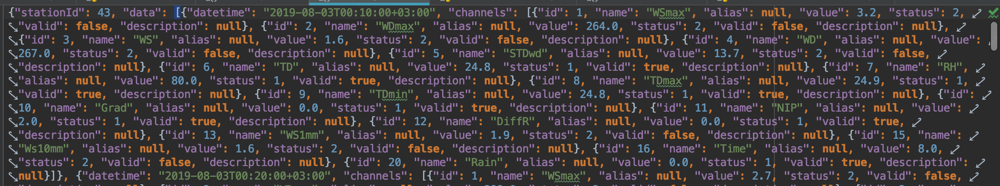 {"stationId": 43, "data": [{"datetime": "2019-08-03T00:10:00+03:00", "channels": [{"id": 1, "name": "WSmax", "alias": null, "value": 3.2, "status": 2,
"valid": false, "description": null}, {"id": 2, "name": "WDmax", "alias": null, "value": 264.0, "status": 2, "valid": false, "description": null},
{"id": 3, "name": "WS", "alias": null, "value": 1.6, "status": 2, "valid": false, "description": null}, {"id": 4, "name": "WD", "alias": null, "value":
267.0, "status": 2, "valid": false, "description": null}, {"id": 5, "name": "STDwd", "alias": null, "value": 13.7, "status": 2, "valid": false,
"description": null}, {"id": 6, "name": "TD", "alias": null, "value": 24.8, "status": 1, "valid": true, "description": null}, {"id": 7, "name": "RH",
"alias": null, "value": 80.0, "status": 1, "valid": true, "description": null}, {"id": 8, "name": "TDmax", "alias": null, "value": 24.9, "status": 1,
"valid": true, "description": null}, {"id": 9, "name": "TDmin", "alias": null, "value": 24.8, "status": 1, "valid": true, "description": null}, {"id":
10, "name": "Grad", "alias": null, "value": 0.0, "status": 1, "valid": true, "description": null}, {"id": 11, "name": "NIP", "alias": null, "value":
2.0, "status": 1, "valid": true, "description": null}, {"id": 12, "name": "DiffR", "alias": null, "value": 0.0, "status": 1, "valid": true,
"description": null}, {"id": 13, "name": "WS1mm", "alias": null, "value": 1.9, "status": 2, "valid": false, "description": null}, {"id": 15, "name":
"Ws10mm", "alias": null, "value": 1.6, "status": 2, "valid": false, "description": null}, {"id": 16, "name": "Time", "alias": null, "value": 8.0,
"status": 2, "valid": false, "description": null}, {"id": 20, "name": "Rain", "alias": null, "value": 0.0, "status": 1, "valid": true, "description":
null}]}, {"datetime": "2019-08-03T00:20:00+03:00", "channels": [{"id": 1, "name": "WSmax", "alias": null, "value": 2.7, "status": 2, "valid": false,